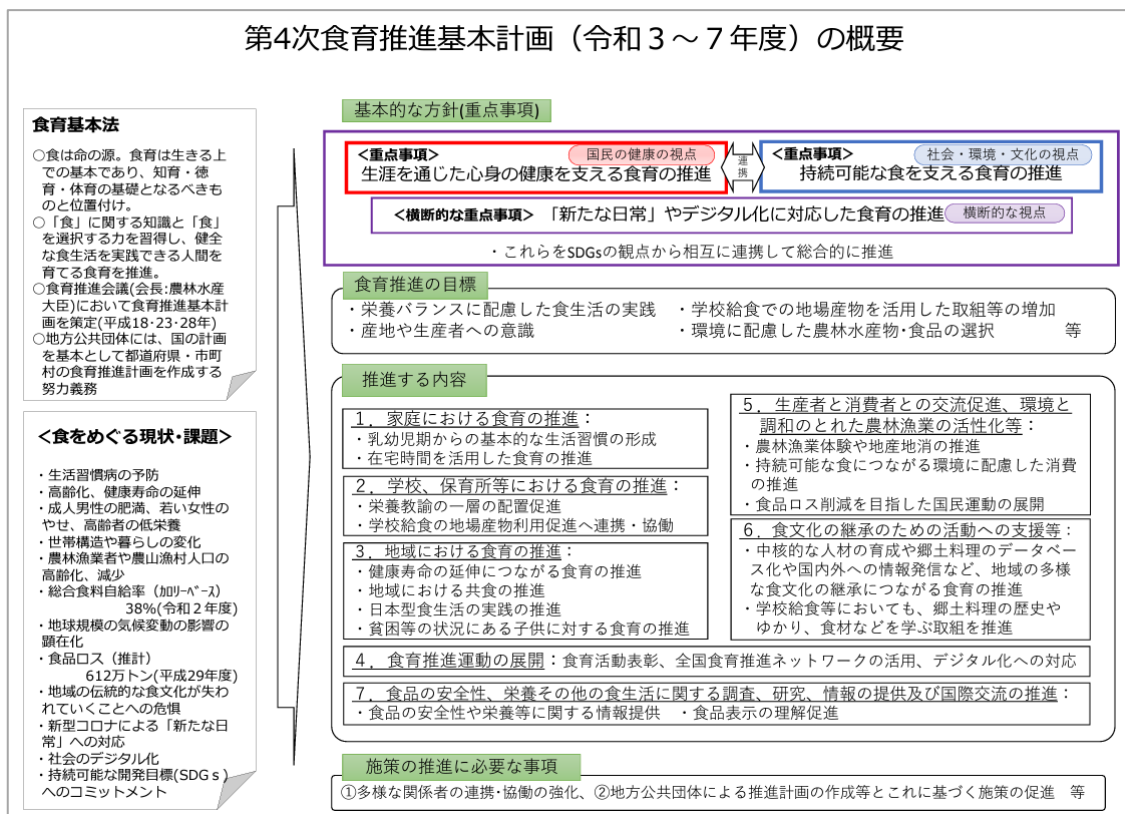 第4次食育推進基本計画（令和３～７年度）の概要
食育基本法
○食は命の源。食育は生きる上
での基本であり、知育・徳
育・体育の基礎となるべきも
のと位置付け。
○「食」に関する知識と「食」
を選択する力を習得し、健全
な食生活を実践できる人間を
育てる食育を推進。
○食育推進会議(会長:農林水産
大臣)において食育推進基本計
画を策定(平成18･23･28年)
○地方公共団体には、国の計画
を基本として都道府県・市町
村の食育推進計画を作成する
努力義務
＜食をめぐる現状･課題＞
・生活習慣病の予防
・高齢化、健康寿命の延伸
・成人男性の肥満、若い女性の
やせ、高齢者の低栄養
・世帯構造や暮らしの変化
・農林漁業者や農山漁村人口の
高齢化、減少
・総合食料自給率（ｶﾛﾘｰﾍﾞｰｽ）
38%(令和２年度)
・地球規模の気候変動の影響の
顕在化
・食品ロス（推計）
612万トン(平成29年度)
・地域の伝統的な食文化が失わ
れていくことへの危惧
・新型コロナによる「新たな日
常」への対応
・社会のデジタル化
・持続可能な開発目標(SDGｓ)
へのコミットメント
基本的な方針(重点事項)
<重点事項>
国民の健康の視点
生涯を通じた心身の健康を支える食育の推進
連携
<重点事項>
社会・環境・文化の視点
持続可能な食を支える食育の推進
<横断的な重点事項> 「新たな日常」やデジタル化に対応した食育の推進 横断的な視点
・これらをSDGsの観点から相互に連携して総合的に推進
食育推進の目標
・栄養バランスに配慮した食生活の実践 ・学校給食での地場産物を活用した取組等の増加
・産地や生産者への意識 ・環境に配慮した農林水産物･食品の選択 等
推進する内容
１．家庭における食育の推進：
・乳幼児期からの基本的な生活習慣の形成
・在宅時間を活用した食育の推進
２．学校、保育所等における食育の推進：
・栄養教諭の一層の配置促進
・学校給食の地場産物利用促進へ連携・協働
３．地域における食育の推進：
・健康寿命の延伸につながる食育の推進
・地域における共食の推進
・日本型食生活の実践の推進
・貧困等の状況にある子供に対する食育の推進
５．生産者と消費者との交流促進、環境と
調和のとれた農林漁業の活性化等：
・農林漁業体験や地産地消の推進
・持続可能な食につながる環境に配慮した消費
の推進
・食品ロス削減を目指した国民運動の展開
６．食文化の継承のための活動への支援等：
・中核的な人材の育成や郷土料理のデータベー
ス化や国内外への情報発信など、地域の多様
な食文化の継承につながる食育の推進
・学校給食等においても、郷土料理の歴史や
ゆかり、食材などを学ぶ取組を推進
４．食育推進運動の展開：食育活動表彰、全国食育推進ネットワークの活用、デジタル化への対応
７．食品の安全性、栄養その他の食生活に関する調査、研究、情報の提供及び国際交流の推進：
・食品の安全性や栄養等に関する情報提供 ・食品表示の理解促進
施策の推進に必要な事項
①多様な関係者の連携･協働の強化、②地方公共団体による推進計画の作成等とこれに基づく施策の促進 等